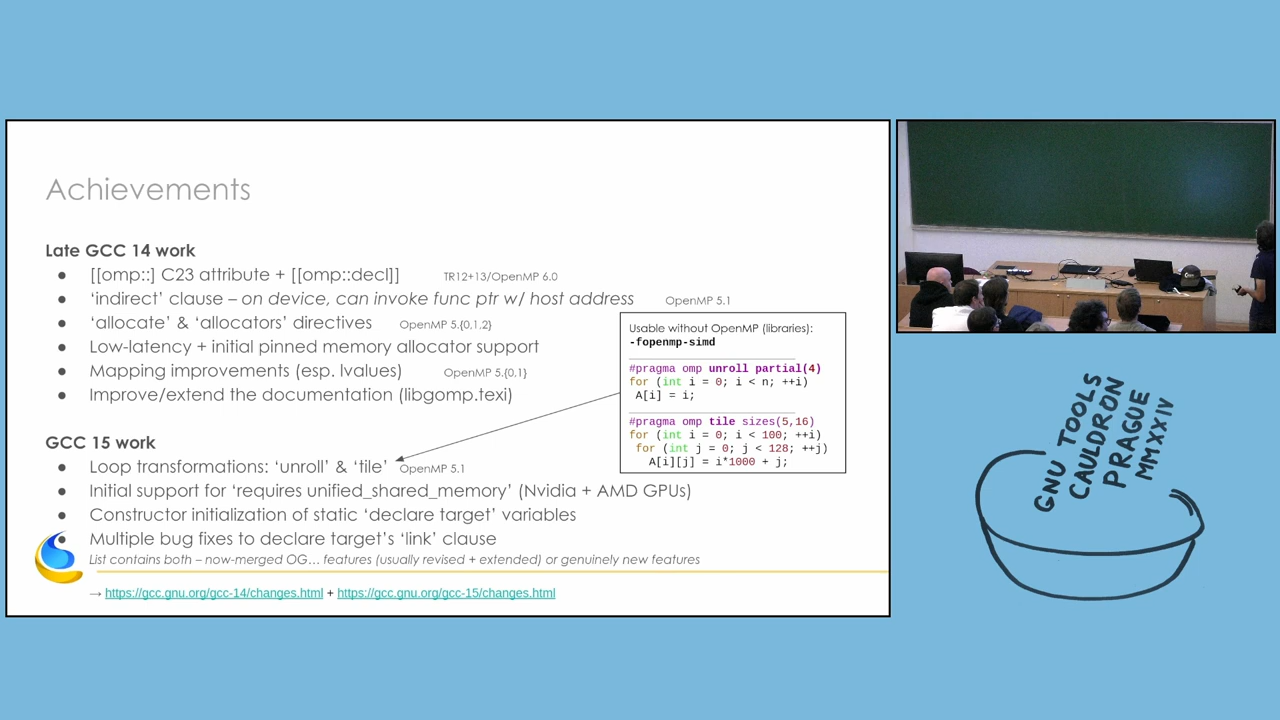 Achievements
Late GCC 14 work
● [[omp::] C23 attribute + [[omp::decl]] TR12+13/OpenMP 6.0
● ‘indirect’ clause – on device, can invoke func ptr w/ host address OpenMP 5.1
● ‘allocate’ & ‘allocators’ directives OpenMP 5.{0,1,2}
● Low-latency + initial pinned memory allocator support
● Mapping improvements (esp. lvalues) OpenMP 5.{0,1}
● Improve/extend the documentation (libgomp.texi)
GCC 15 work
● Loop transformations: ‘unroll’ & ‘tile’ OpenMP 5.1
● Initial support for ‘requires unified_shared_memory’ (Nvidia + AMD GPUs)
● Constructor initialization of static ‘declare target’ variables
● Multiple bug fixes to declare target’s ‘link’ clause
List contains both – now-merged OG... features (usually revised + extended) or genuinely new features
→ https://gcc.gnu.org/gcc-14/changes.html + https://gcc.gnu.org/gcc-15/changes.html
Usable without OpenMP (libraries):
-fopenmp-simd
#pragma omp unroll partial(4)
for (int i = 0; i < n; ++i)
A[i] = i;
#pragma omp tile sizes(5,16)
for (int i = 0; i < 100; ++i)
for (int j = 0; j < 128; ++j)
A[i][j] = i*1000 + j;
GNU TOOLS
CAULDRON
PRAGUE
MMXXIV